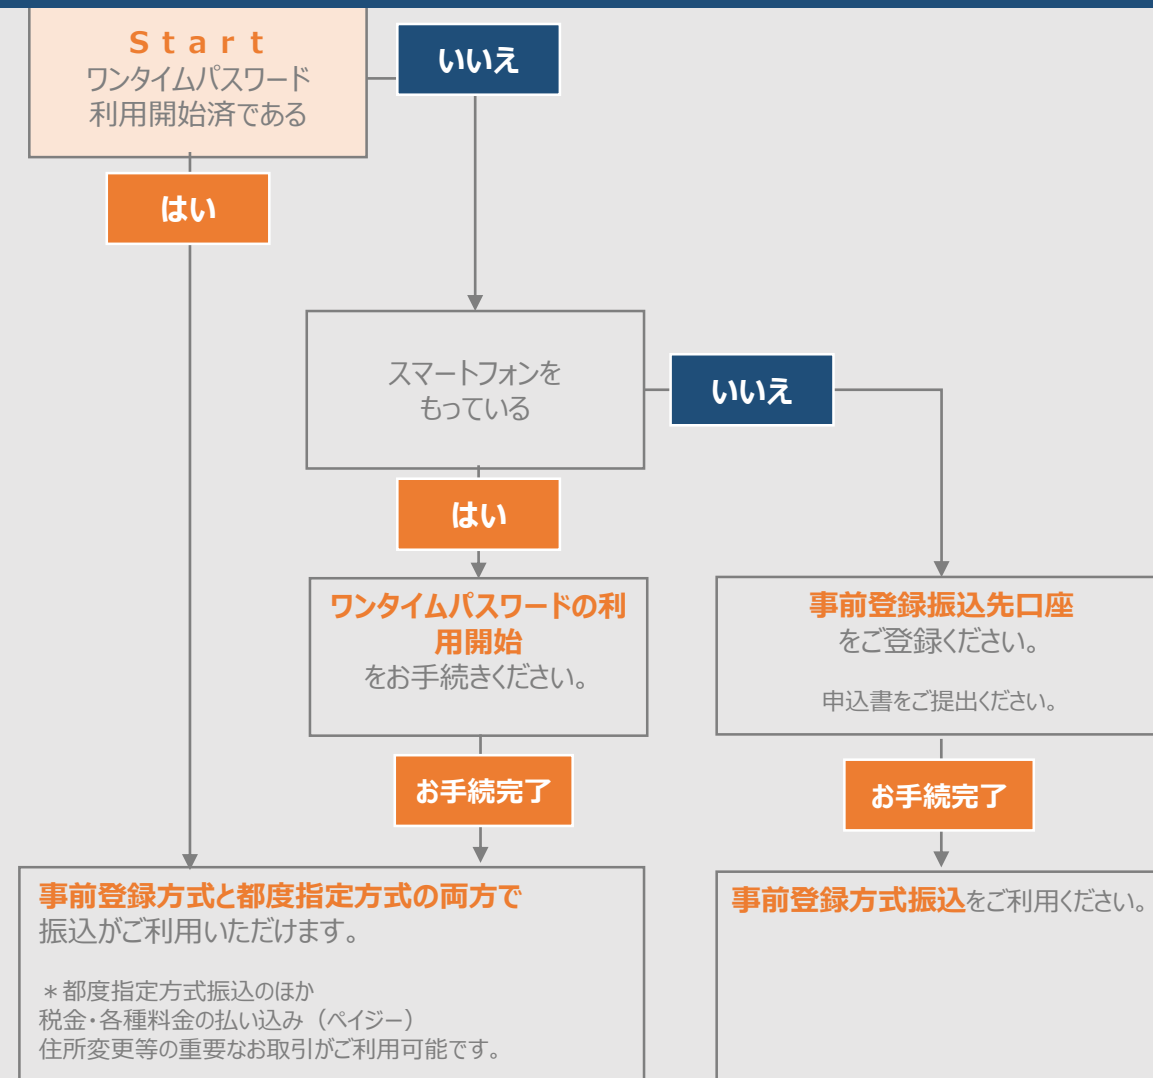 Start
ワンタイムパスワード
利用開始済である
いいえ
はい
スマートフォンを
もっている
いいえ
はい
ワンタイムパスワードの利
用開始
をお手続きください。
事前登録振込先口座
をご登録ください。
申込書をご提出ください。
お手続完了
お手続完了
事前登録方式と都度指定方式の両方で
振込がご利用いただけます。
＊都度指定方式振込のほか
税金・各種料金の払い込み（ペイジー）
住所変更等の重要なお取引がご利用可能です。
事前登録方式振込をご利用ください。